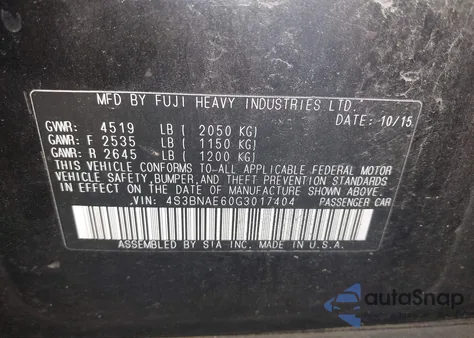 MFD BY FUJI HEAVY INDUSTRIES LTD.
DATE: 10/15
GVWR: 4519 LB ( 2050 KG)
GAWR: F 2535 LB ( 1150 KG)
GAWR: R 2645 LB ( 1200 KG)
THIS VEHICLE CONFORMS TO ALL APPLICABLE FEDERAL MOTOR
VEHICLE SAFETY, BUMPER, AND THEFT PREVENTION STANDARDS
IN EFFECT ON THE DATE OF MANUFACTURE SHOWN ABOVE.
VIN: 4S3BNAE60G3017404 PASSENGER CAR
ASSEMBLED BY SIA INC. MADE IN U.S.A.
autaSnap